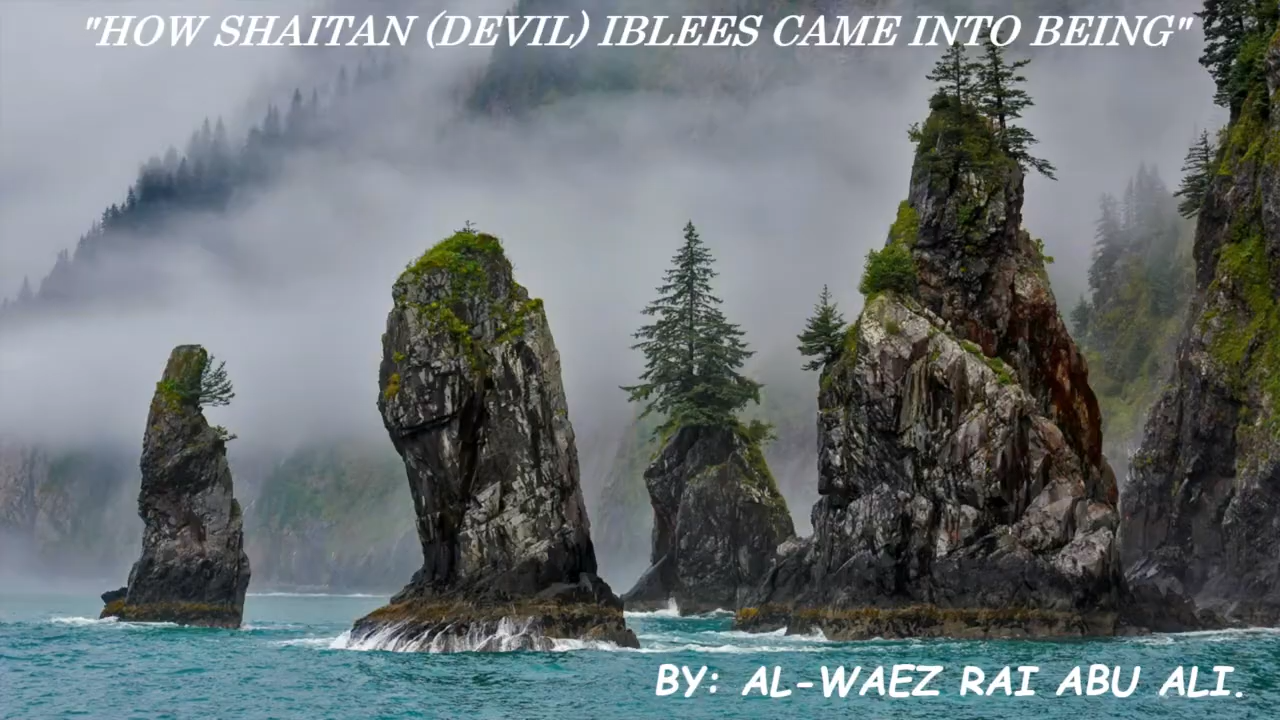 "HOW SHAITAN (DEVIL) IBLEES CAME INTO BEING"
BY: AL-WAEZ RAI ABU ALI.